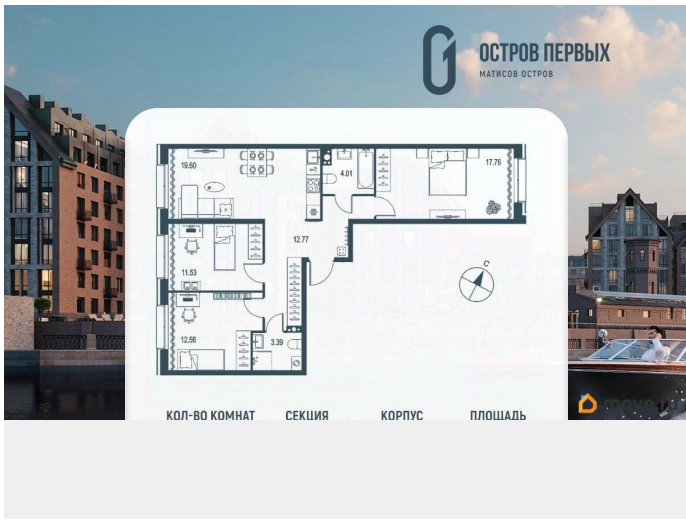 ОСТРОВ ПЕРВЫХ
МАТИСОВ ОСТРОВ
19.60
4.01
17.76
12.77
11.53
С
12.56
3.39
КОЛ-ВО КОМНАТ
СЕКЦИЯ
КОРПУС
ПЛОЩАДЬ